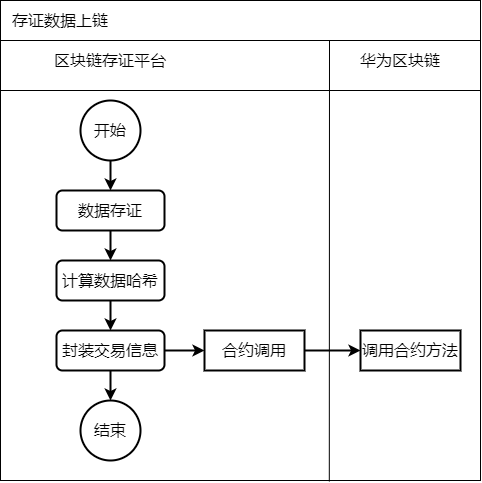 存证数据上链
区块链存证平台
华为区块链
开始
数据存证
计算数据哈希
封装交易信息
合约调用
调用合约方法
结束